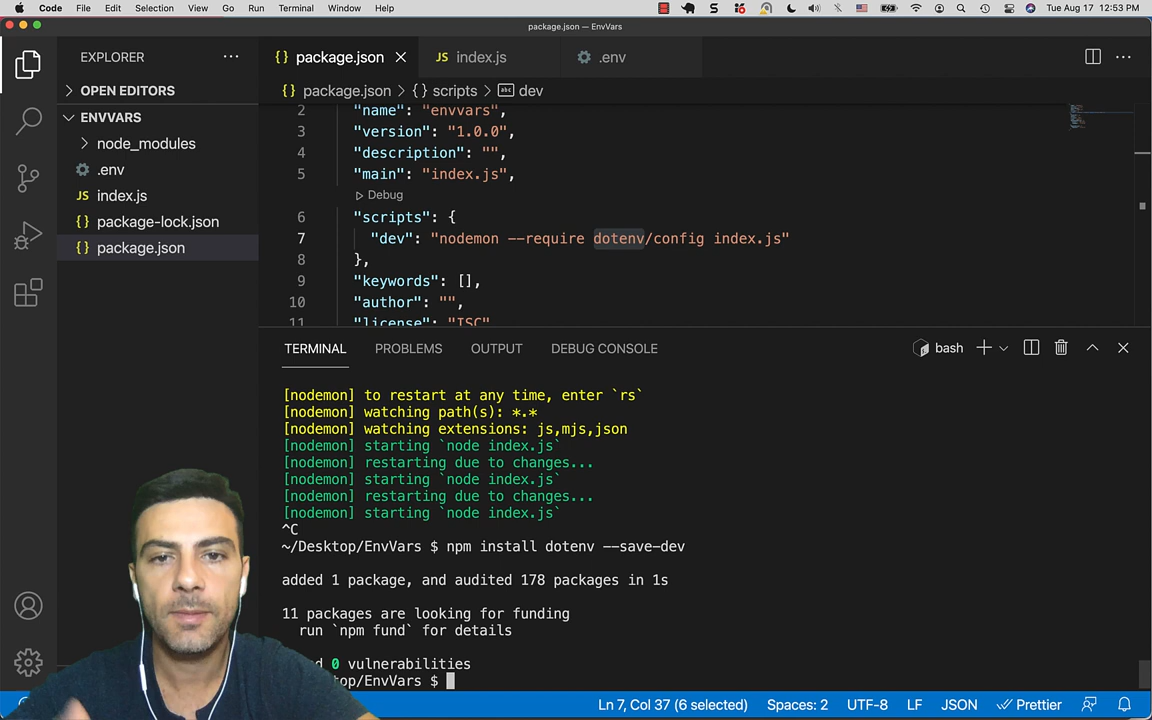 Code File Edit Selection View Go Run Terminal Window Help Tue Aug 17 12:53 PM
package.json — EnvVars
EXPLORER
package.json
JS index.js
.env
package.json > {} scripts > dev
OPEN EDITORS
ENVVARS
node_modules
.env
JS index.js
{} package-lock.json
{} package.json
2 "name": "envvars",
3 "version": "1.0.0",
4 "description": "",
5 "main": "index.js",
Debug
6 "scripts": {
7 "dev": "nodemon --require dotenv/config index.js"
8 },
9 "keywords": [],
10 "author": "",
11 "license": "ISC"
TERMINAL PROBLEMS OUTPUT DEBUG CONSOLE
bash
[nodemon] to restart at any time, enter `rs`
[nodemon] watching path(s): *.*
[nodemon] watching extensions: js,mjs,json
[nodemon] starting `node index.js`
[nodemon] restarting due to changes...
[nodemon] starting `node index.js`
[nodemon] restarting due to changes...
[nodemon] starting `node index.js`
^C
~/Desktop/EnvVars $ npm install dotenv --save-dev
added 1 package, and audited 178 packages in 1s
11 packages are looking for funding
run `npm fund` for details
0 vulnerabilities
top/EnvVars $
Ln 7, Col 37 (6 selected) Spaces: 2 UTF-8 LF JSON Prettier